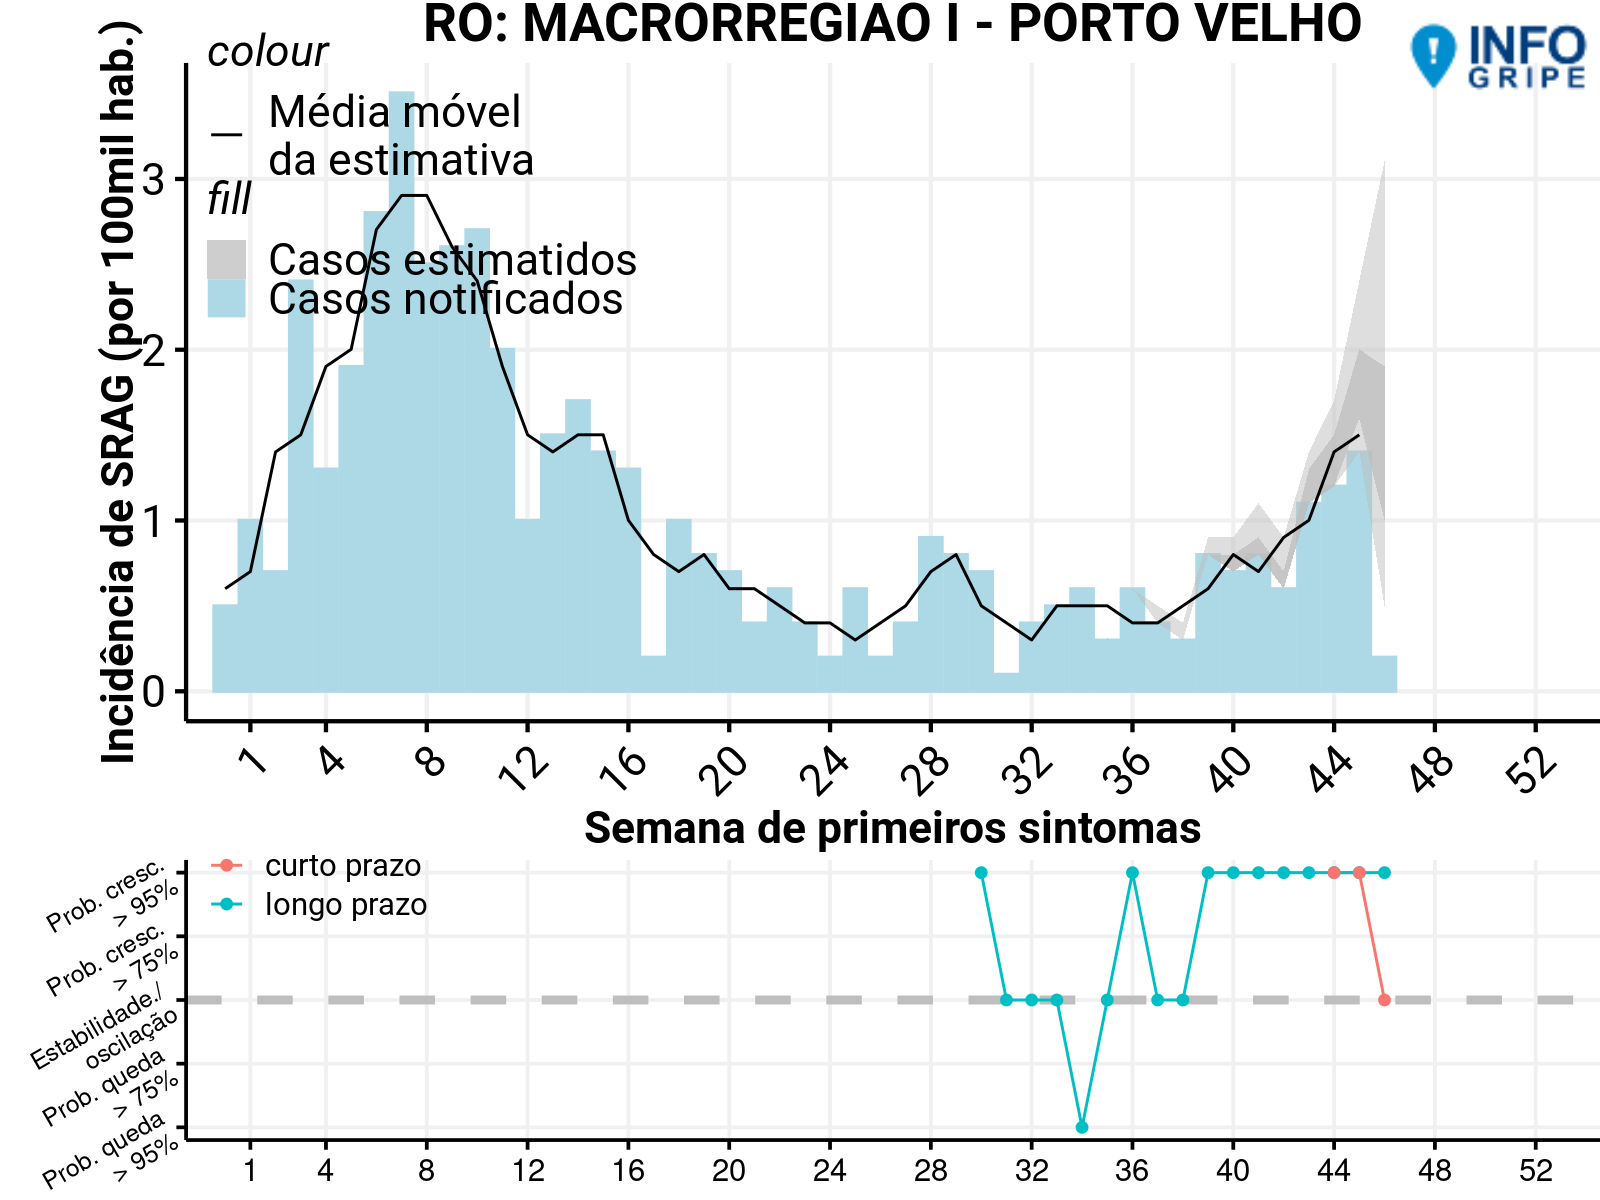 RO: MACRORREGIAO I - PORTO VELHO
INFO
GRIPE
Incidência de SRAG (por 100mil hab.)
colour
Média móvel
da estimativa
fill
Casos estimatidos
Casos notificados
3
2
1
0
1 4 8 12 16 20 24 28 32 36 40 44 48 52
Semana de primeiros sintomas
curto prazo
longo prazo
Prob. cresc.
> 95%
Prob. cresc.
> 75%
Estabilidade./
oscilação
Prob. queda
> 75%
Prob. queda
> 95%
1 4 8 12 16 20 24 28 32 36 40 44 48 52